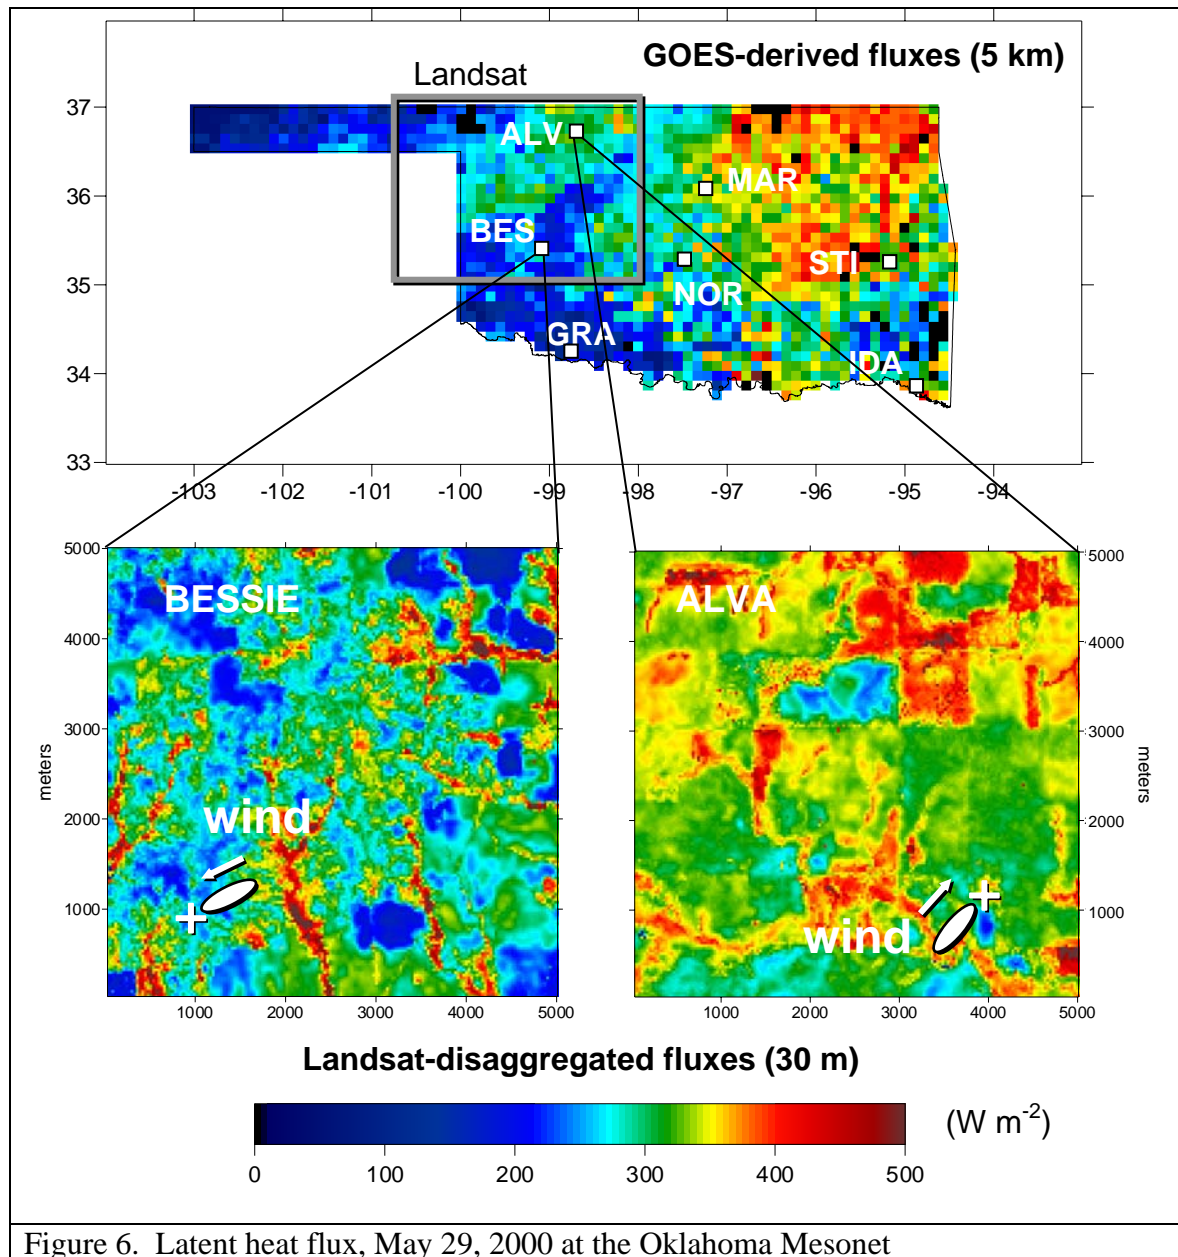 GOES-derived fluxes (5 km)
Landsat
37
36
35
34
33
ALV
MAR
BES
STI
NOR
GRA
IDA
-103 -102 -101 -100 -99 -98 -97 -96 -95 -94
5000
4000
3000
2000
1000
meters
BESSIE
wind
1000 2000 3000 4000 5000
ALVA
wind
5000
4000
3000
2000
1000
meters
1000 2000 3000 4000 5000
Landsat-disaggregated fluxes (30 m)
(W m-2)
0 100 200 300 400 500
Figure 6. Latent heat flux, May 29, 2000 at the Oklahoma Mesonet